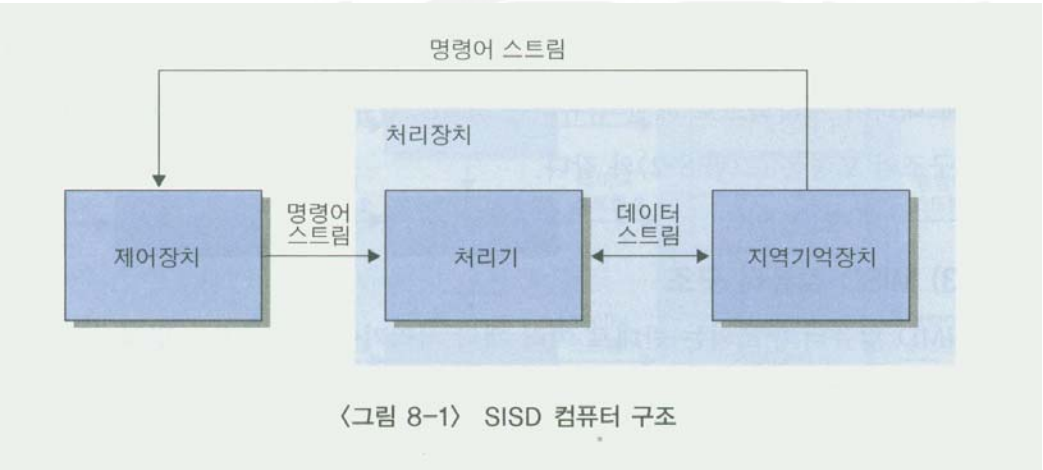 명령어 스트림
처리장치
명령어
스트림
데이터
스트림
제어장치
처리기
지역기억장치
〈그림 8-1〉 SISD 컴퓨터 구조